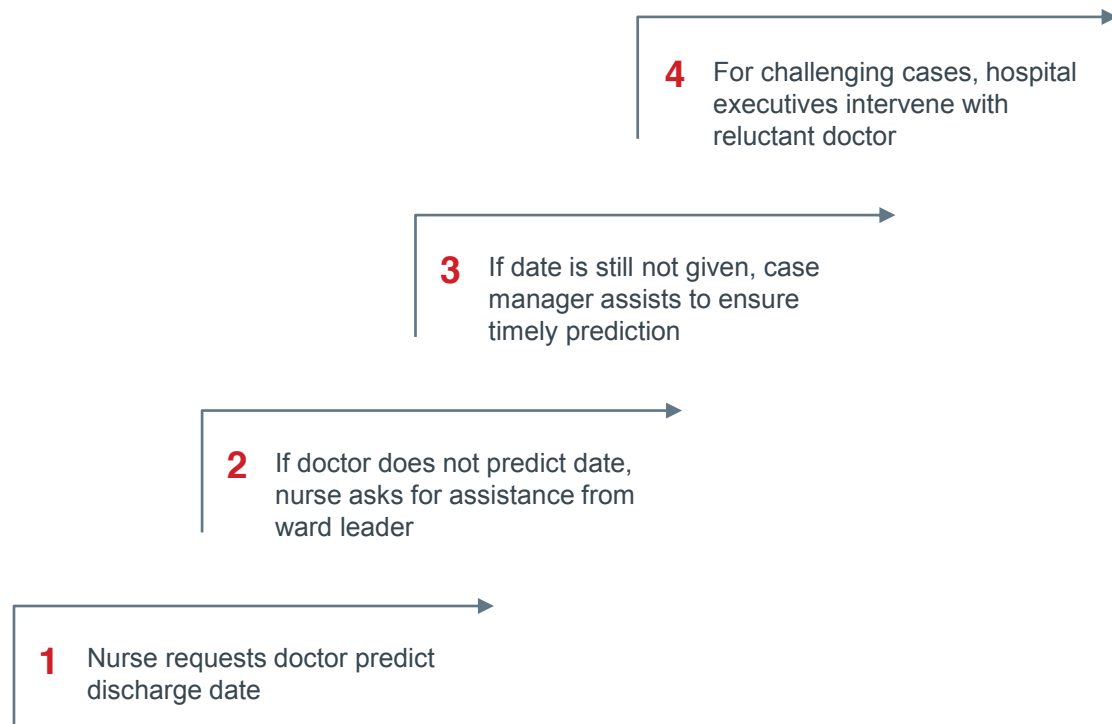 4 For challenging cases, hospital
executives intervene with
reluctant doctor
3 If date is still not given, case
manager assists to ensure
timely prediction
2 If doctor does not predict date,
nurse asks for assistance from
ward leader
1 Nurse requests doctor predict
discharge date